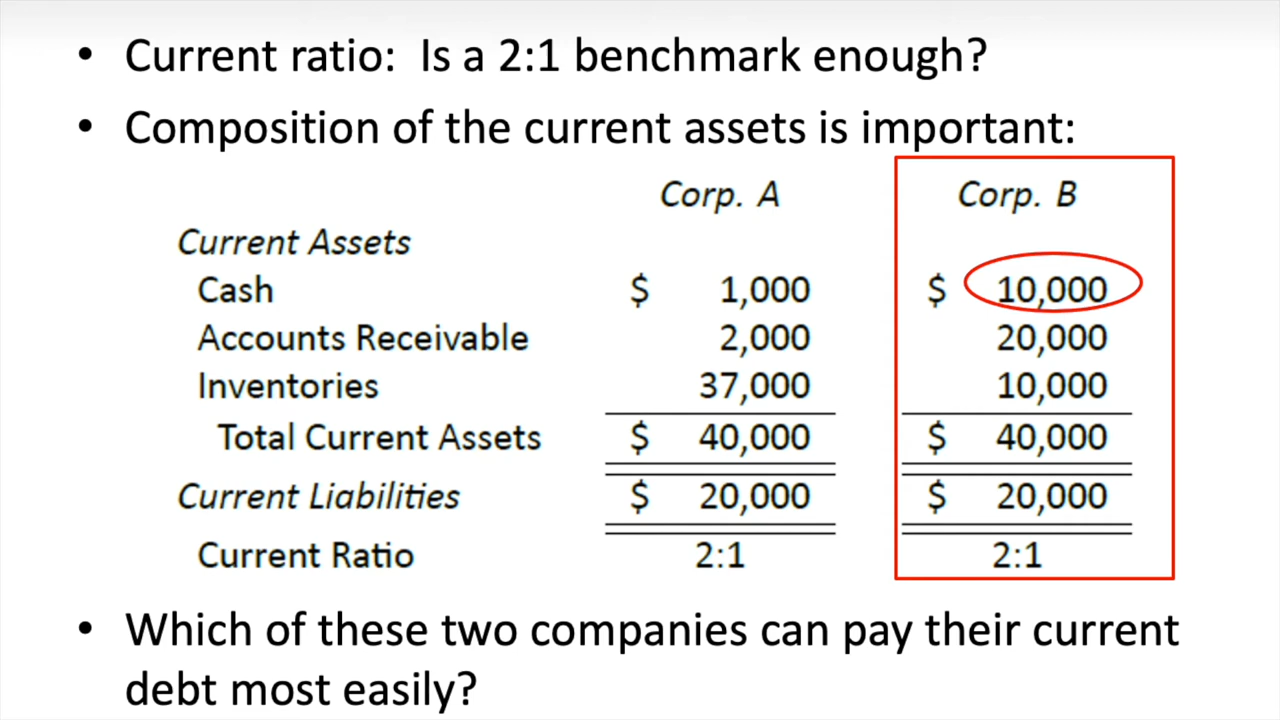 • Current ratio: Is a 2:1 benchmark enough?
• Composition of the current assets is important:
Corp. A Corp. B
Current Assets
Cash $ 1,000 $ 10,000
Accounts Receivable 2,000 20,000
Inventories 37,000 10,000
Total Current Assets $ 40,000 $ 40,000
Current Liabilities $ 20,000 $ 20,000
Current Ratio 2:1 2:1
• Which of these two companies can pay their current
debt most easily?